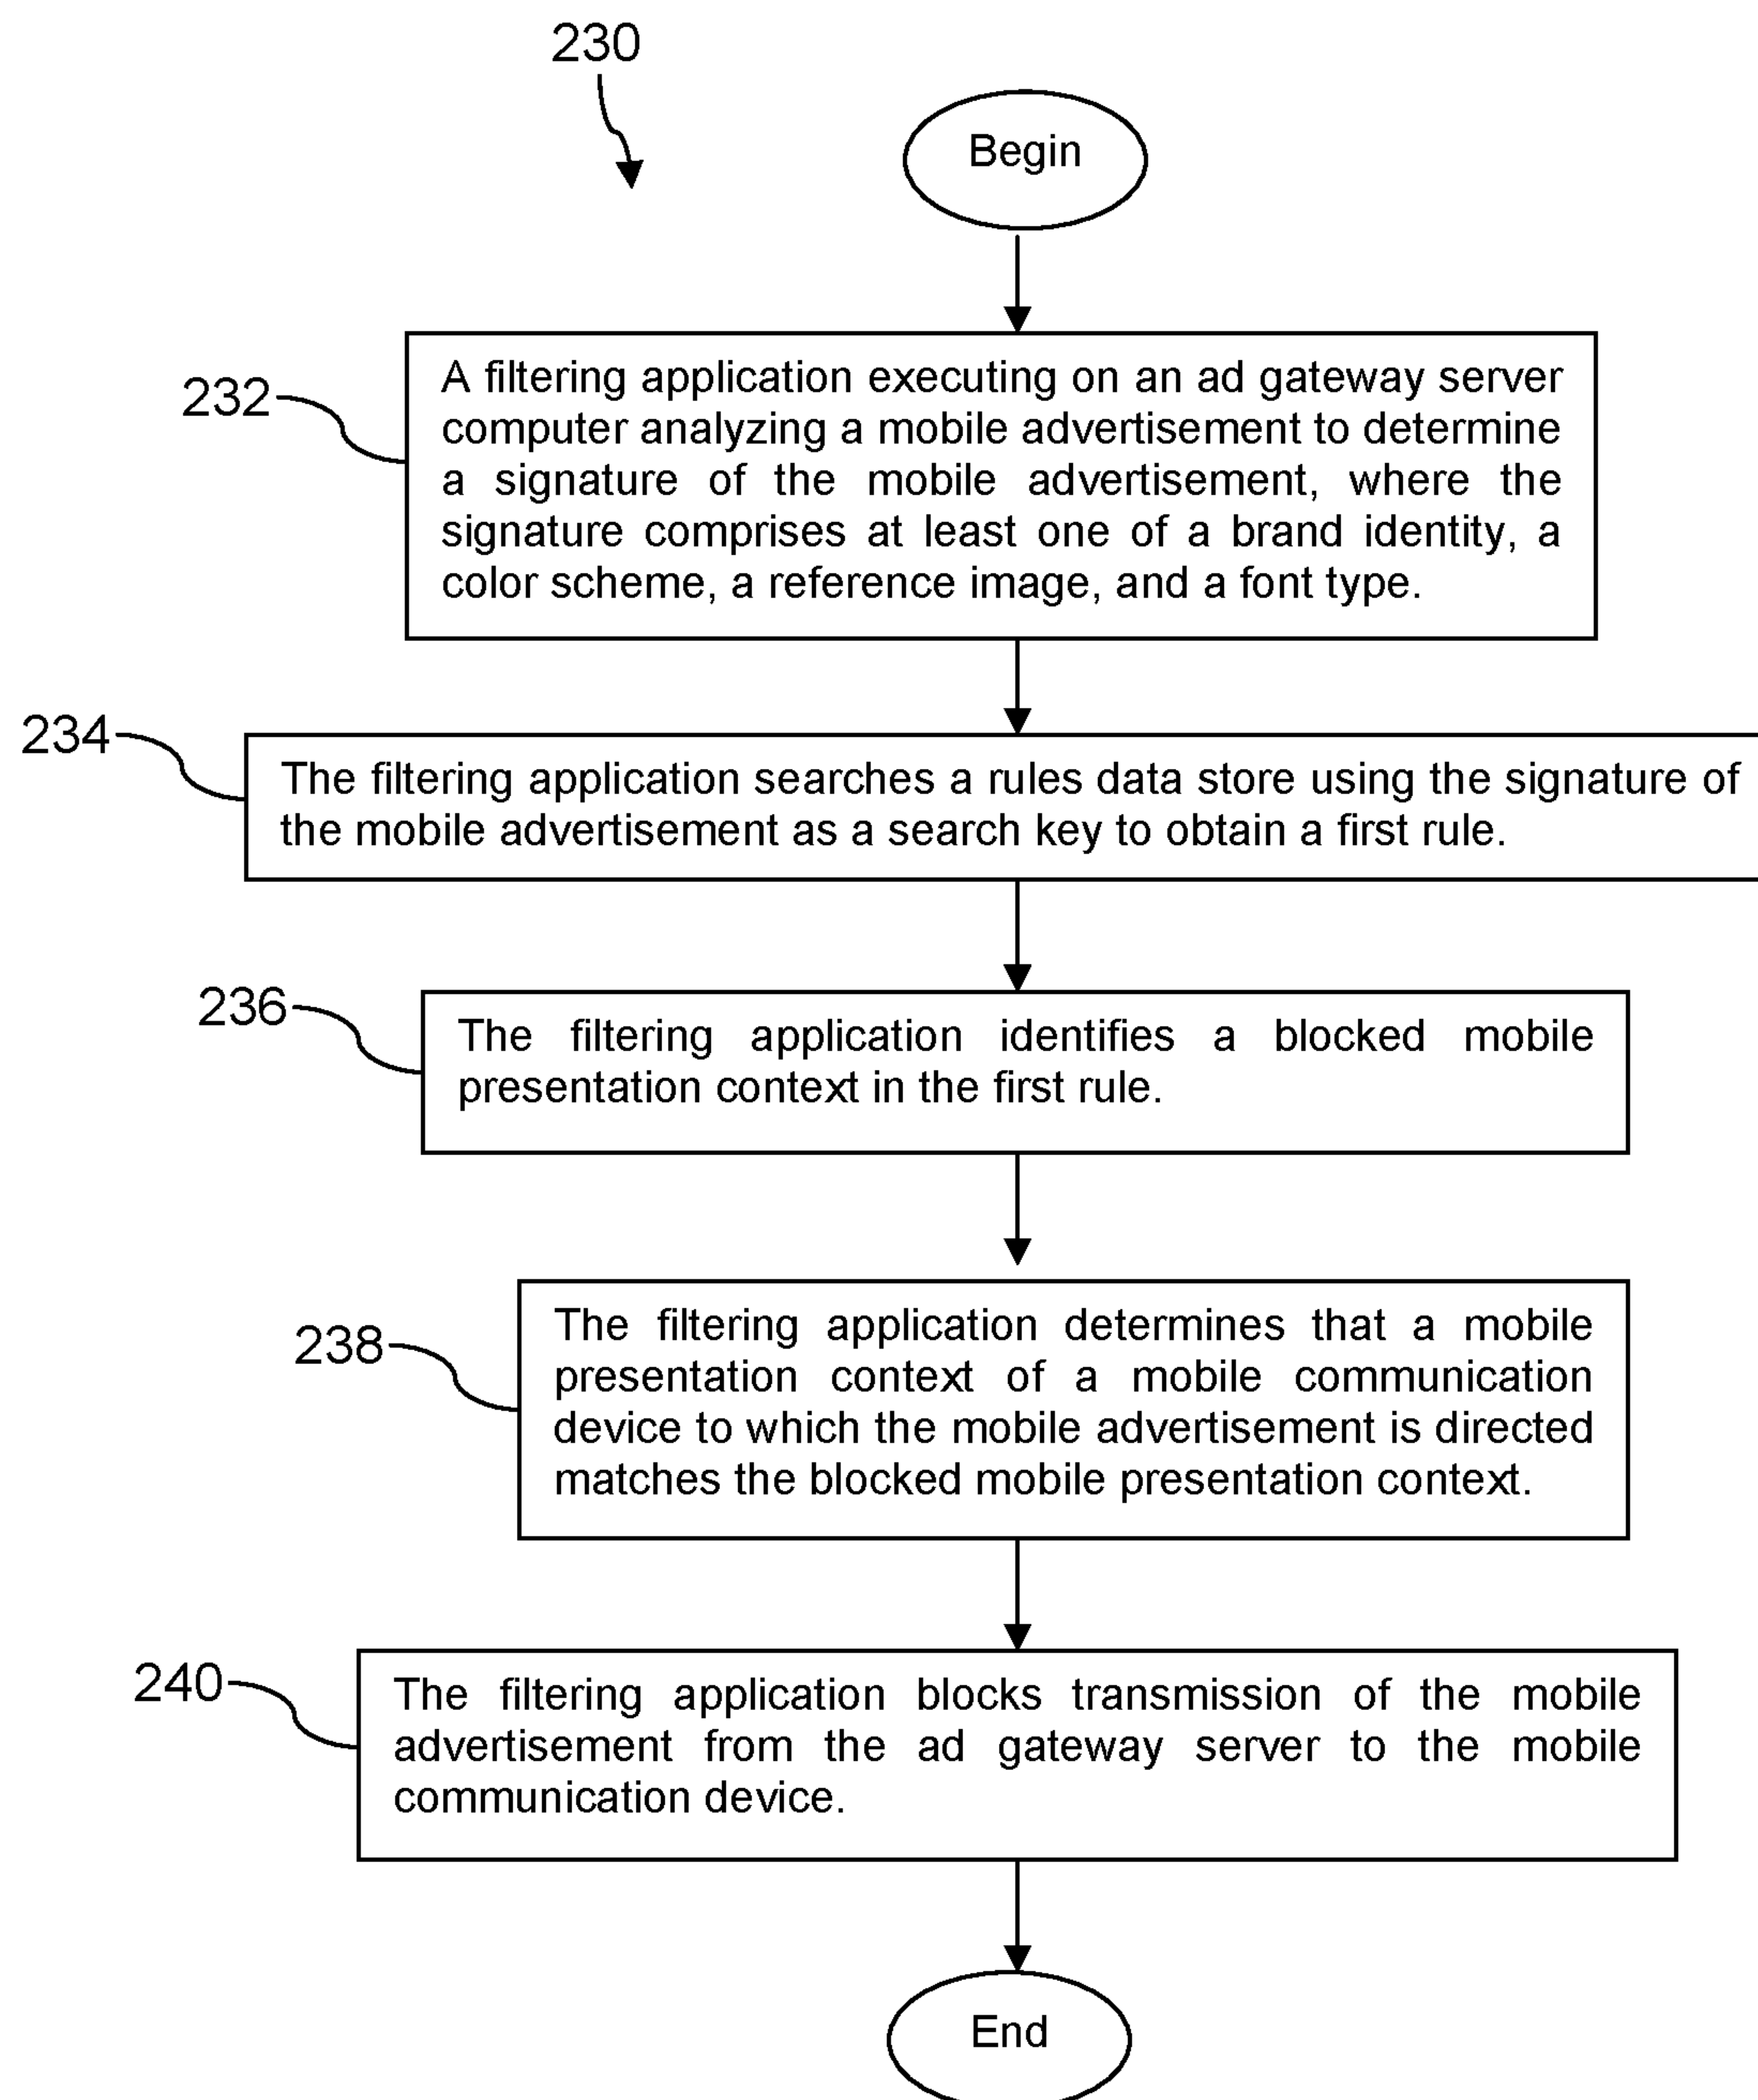 230
Begin
232
A filtering application executing on an ad gateway server
computer analyzing a mobile advertisement to determine
a signature of the mobile advertisement, where the
signature comprises at least one of a brand identity, a
color scheme, a reference image, and a font type.
234
The filtering application searches a rules data store using the signature of
the mobile advertisement as a search key to obtain a first rule.
236
The filtering application identifies a blocked mobile
presentation context in the first rule.
238
The filtering application determines that a mobile
presentation context of a mobile communication
device to which the mobile advertisement is directed
matches the blocked mobile presentation context.
240
The filtering application blocks transmission of the mobile
advertisement from the ad gateway server to the mobile
communication device.
End